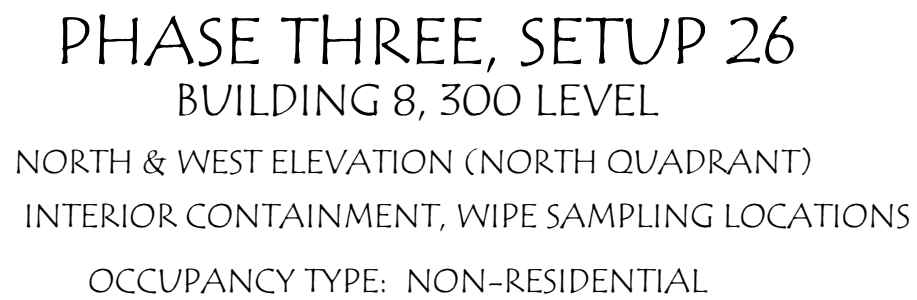 PHASE THREE, SETUP 26
BUILDING 8, 300 LEVEL
NORTH & WEST ELEVATION (NORTH QUADRANT)
INTERIOR CONTAINMENT, WIPE SAMPLING LOCATIONS
OCCUPANCY TYPE: NON-RESIDENTIAL